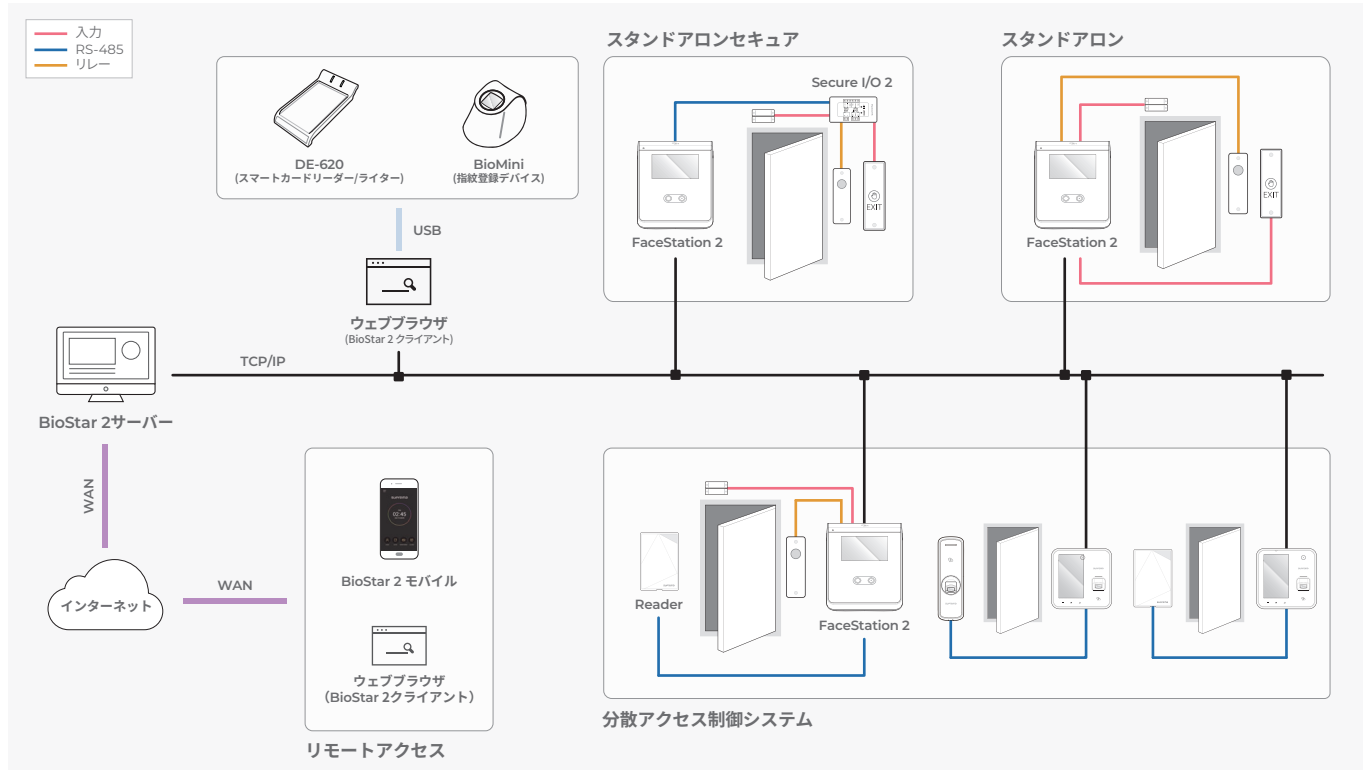 入力
RS-485
リレー
DE-620
(スマートカードリーダー/ライター)
BioMini
(指紋登録デバイス)
USB
ウェブブラウザ
(BioStar 2 クライアント)
TCP/IP
BioStar 2サーバー
WAN
インターネット
WAN
BioStar 2 モバイル
ウェブブラウザ
(BioStar 2クライアント)
リモートアクセス
スタンドアロンセキュア
Secure I/O 2
EXIT
FaceStation 2
スタンドアロン
EXIT
FaceStation 2
Reader
FaceStation 2
分散アクセス制御システム